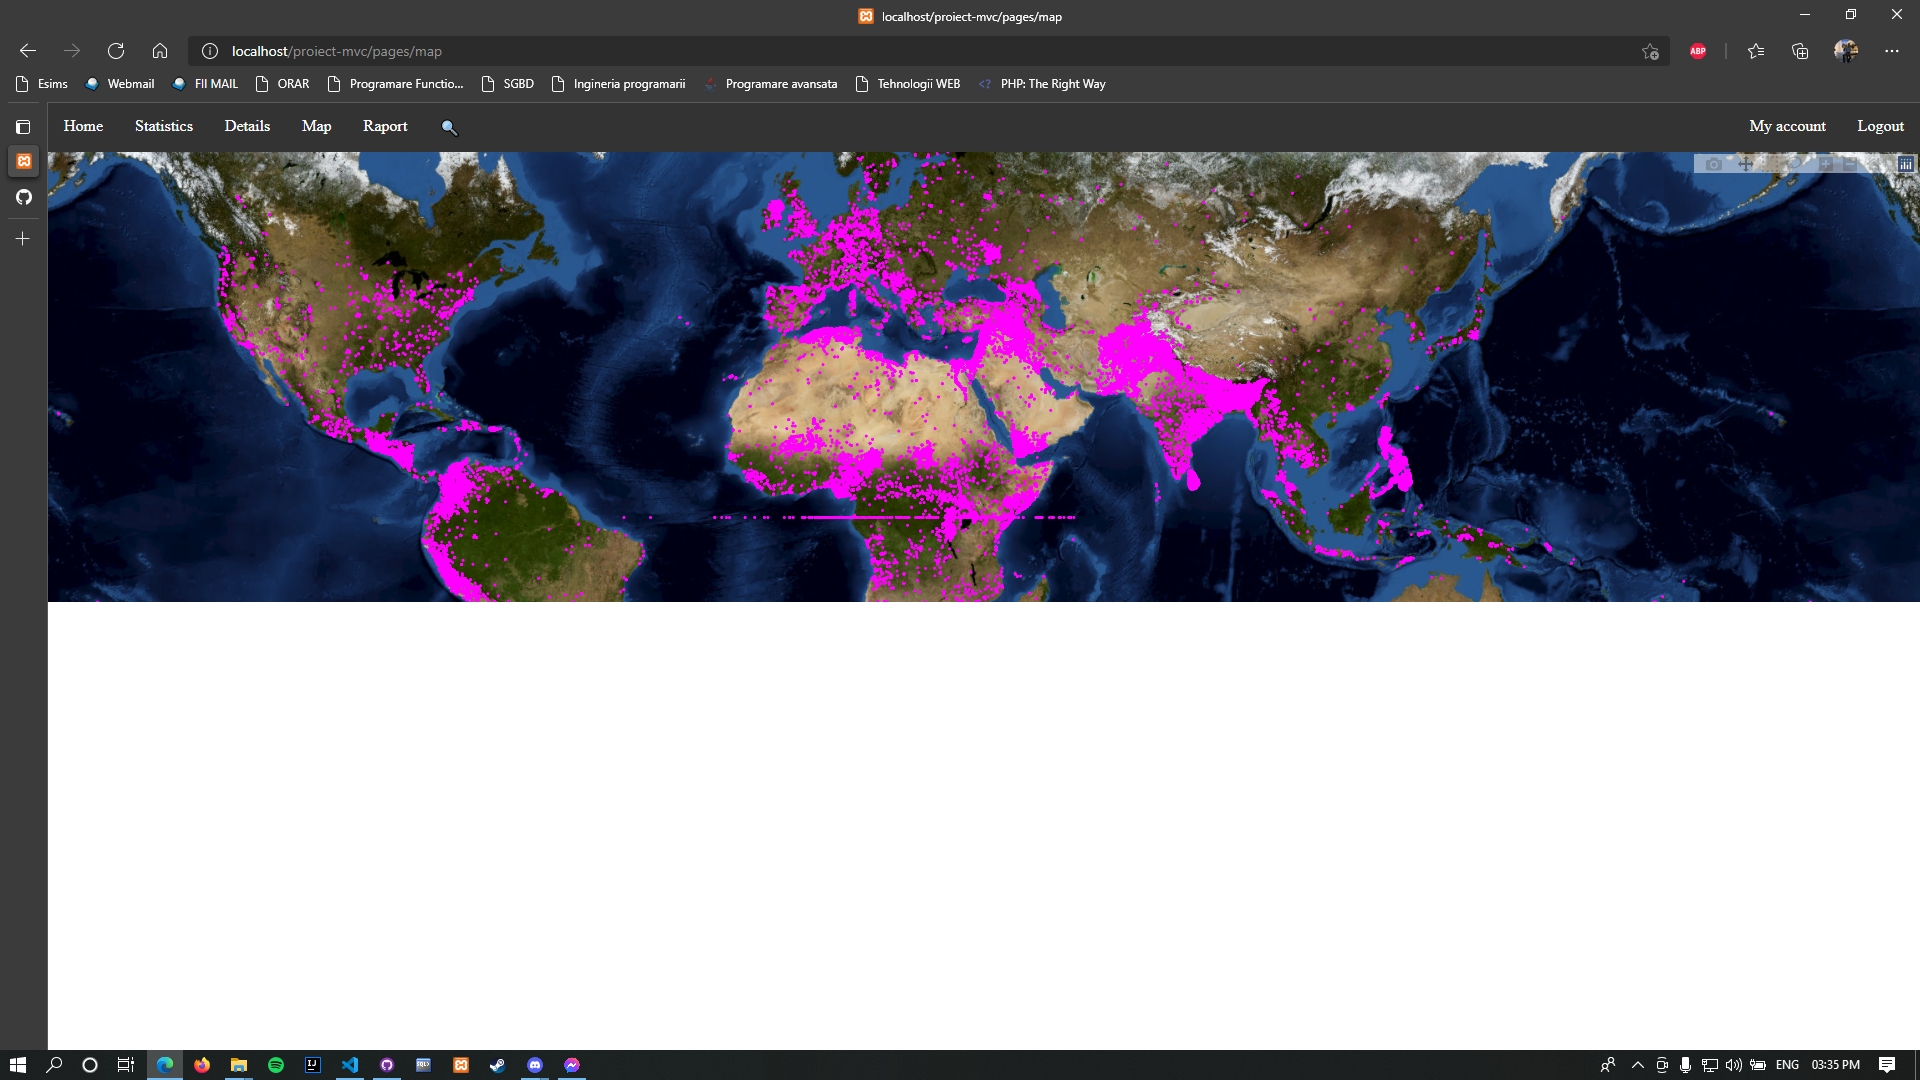 localhost/proiect-mvc/pages/map
localhost/proiect-mvc/pages/map
ABP
Esims Webmail FII MAIL ORAR Programare Functio... SGBD Ingineria programarii Programare avansata Tehnologii WEB PHP: The Right Way
Home Statistics Details Map Raport My account Logout
ENG 03:35 PM